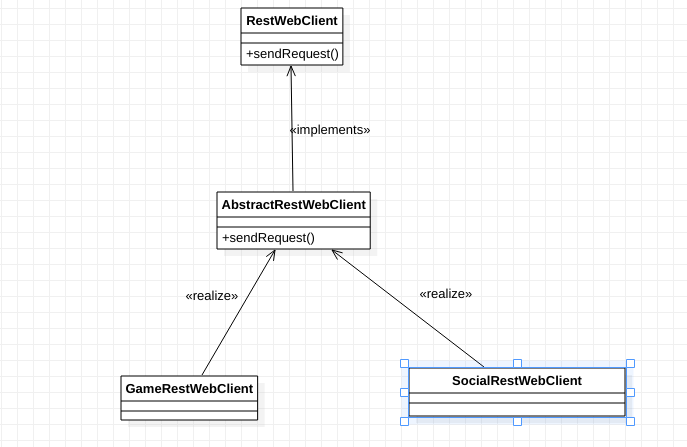 RestWebClient
+sendRequest()
«implements»
AbstractRestWebClient
+sendRequest()
«realize»
«realize»
GameRestWebClient
SocialRestWebClient